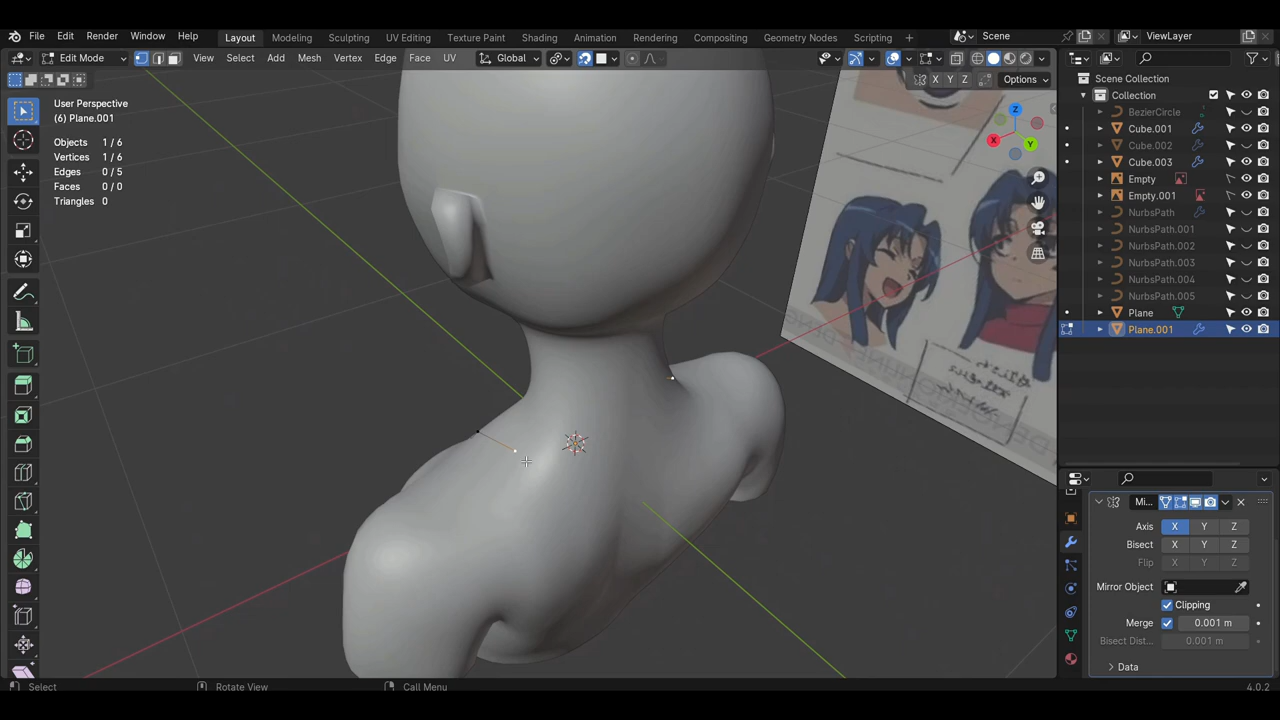 File Edit Render Window Help Layout Modeling Sculpting UV Editing Texture Paint Shading Animation Rendering Compositing Geometry Nodes Scripting Scene ViewLayer
Edit Mode View Select Add Mesh Vertex Edge Face UV Global
X Y Z Options
User Perspective
(6) Plane.001
Objects 1/6
Vertices 1/6
Edges 0/5
Faces 0/0
Triangles 0
Z
X
Y
Scene Collection
Collection
BezierCircle
Cube.001
Cube.002
Cube.003
Empty
Empty.001
NurbsPath
NurbsPath.001
NurbsPath.002
NurbsPath.003
NurbsPath.004
NurbsPath.005
Plane
Plane.001
Mi...
Axis X Y Z
Bisect X Y Z
Flip X Y Z
Mirror Object
Clipping
Merge 0.001 m
Bisect Dist... 0.001 m
Data
Select Rotate View Call Menu 4.0.2